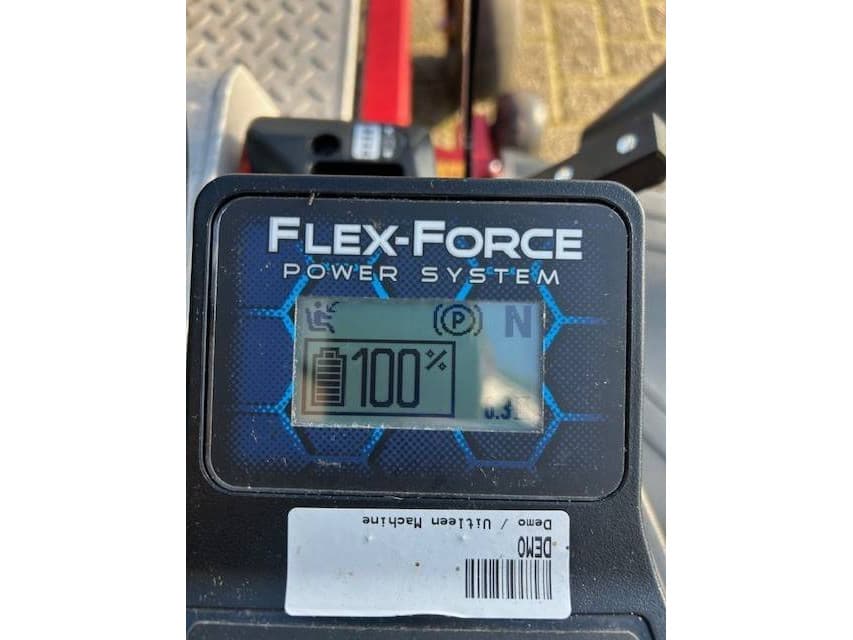 FLEX-FORCE
POWER SYSTEM
P N
100%
Demo / Uitleen Machine
DEMO